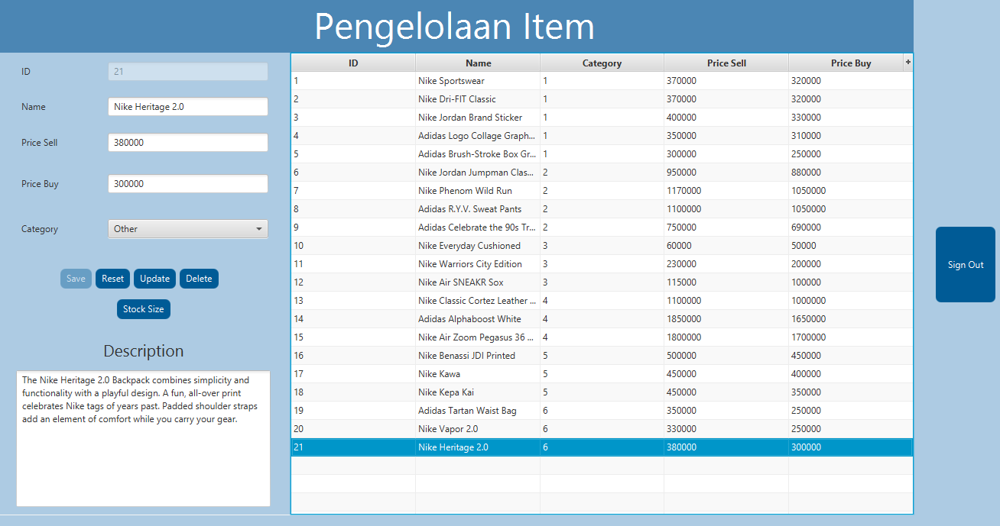 Pengelolaan Item
ID 21
Name Nike Heritage 2.0
Price Sell 380000
Price Buy 300000
Category Other
Save Reset Update Delete
Stock Size
Description
The Nike Heritage 2.0 Backpack combines simplicity and
functionality with a playful design. A fun, all-over print
celebrates Nike tags of years past. Padded shoulder straps
add an element of comfort while you carry your gear.
ID Name Category Price Sell Price Buy +
1 Nike Sportswear 1 370000 320000
2 Nike Dri-FIT Classic 1 370000 320000
3 Nike Jordan Brand Sticker 1 400000 330000
4 Adidas Logo Collage Graph... 1 350000 310000
5 Adidas Brush-Stroke Box Gr... 1 300000 250000
6 Nike Jordan Jumpman Clas... 2 950000 880000
7 Nike Phenom Wild Run 2 1170000 1050000
8 Adidas R.Y.V. Sweat Pants 2 1100000 1050000
9 Adidas Celebrate the 90s Tr... 2 750000 690000
10 Nike Everyday Cushioned 3 60000 50000
11 Nike Warriors City Edition 3 230000 200000
12 Nike Air SNEAKR Sox 3 115000 100000
13 Nike Classic Cortez Leather ... 4 1100000 1000000
14 Adidas Alphaboost White 4 1850000 1650000
15 Nike Air Zoom Pegasus 36 ... 4 1800000 1700000
16 Nike Benassi JDI Printed 5 500000 450000
17 Nike Kawa 5 450000 400000
18 Nike Kepa Kai 5 450000 350000
19 Adidas Tartan Waist Bag 6 350000 250000
20 Nike Vapor 2.0 6 330000 250000
21 Nike Heritage 2.0 6 380000 300000
Sign Out